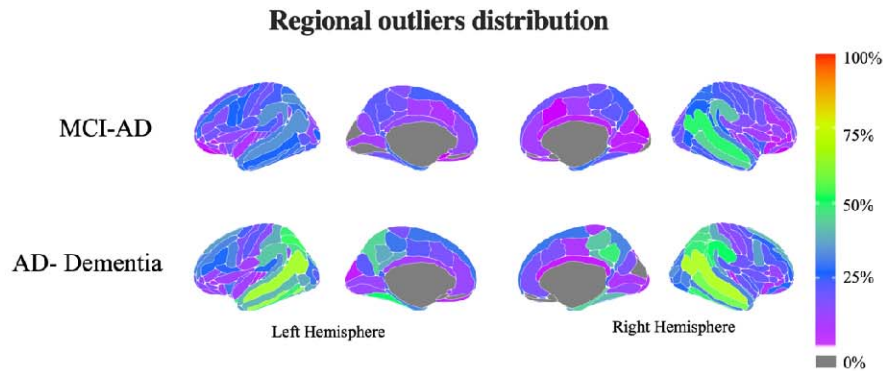 Regional outliers distribution
MCI-AD
AD- Dementia
Left Hemisphere
Right Hemisphere
100%
75%
50%
25%
0%